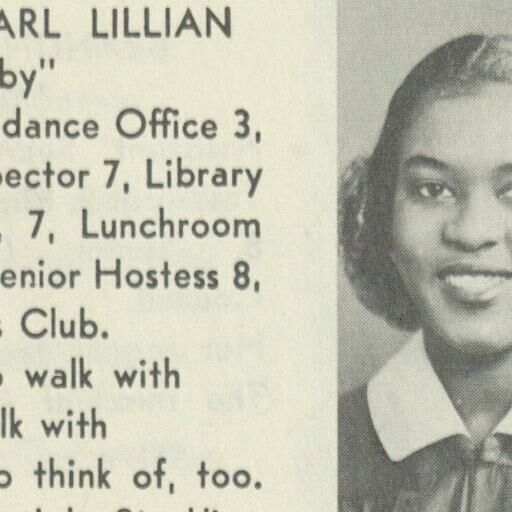 ARL LILLIAN
by"
dance Office 3,
ector 7, Library
, 7, Lunchroom
enior Hostess 8,
s Club.
o walk with
lk with
o think of, too.